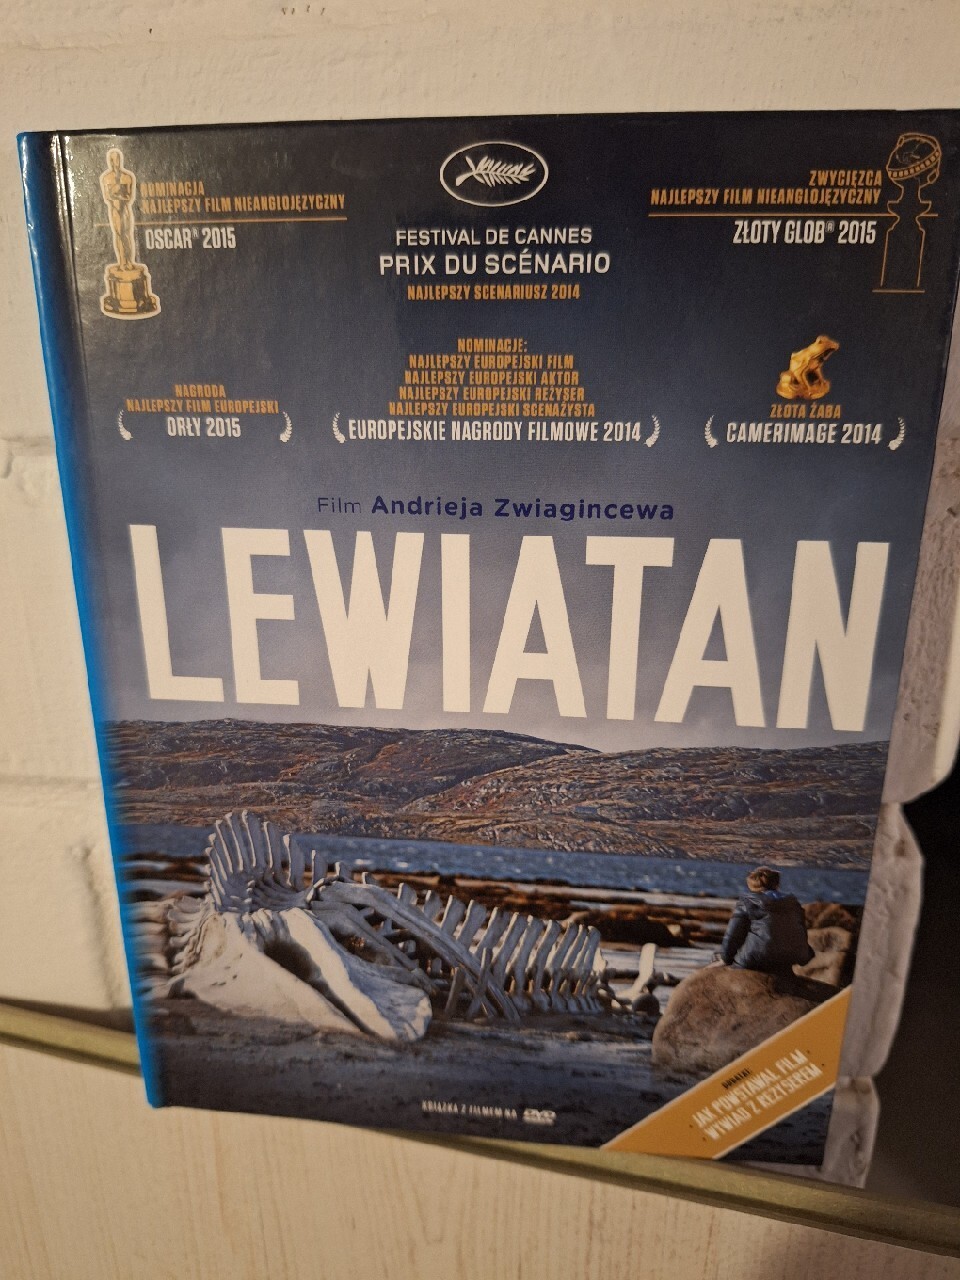 NOMINACJA
NAJLEPSZY FILM NIEANGLOJĘZYCZNY
OSCAR® 2015
FESTIVAL DE CANNES
PRIX DU SCÉNARIO
NAJLEPSZY SCENARIUSZ 2014
ZWYCIĘZCA
NAJLEPSZY FILM NIEANGLOJĘZYCZNY
ZŁOTY GLOB® 2015
NAGRODA
NAJLEPSZY FILM EUROPEJSKI
ORŁY 2015
NOMINACJE:
NAJLEPSZY EUROPEJSKI FILM
NAJLEPSZY EUROPEJSKI AKTOR
NAJLEPSZY EUROPEJSKI REŻYSER
NAJLEPSZY EUROPEJSKI SCENAŻYSTA
EUROPEJSKIE NAGRODY FILMOWE 2014
ZŁOTA ŻABA
CAMERIMAGE 2014
Film Andrieja Zwiagincewa
LEWIATAN
KSIĄŻKA Z FILMEM NA DVD
DODATKI:
· JAK POWSTAWAŁ FILM ·
· WYWIAD Z REŻYSEREM ·